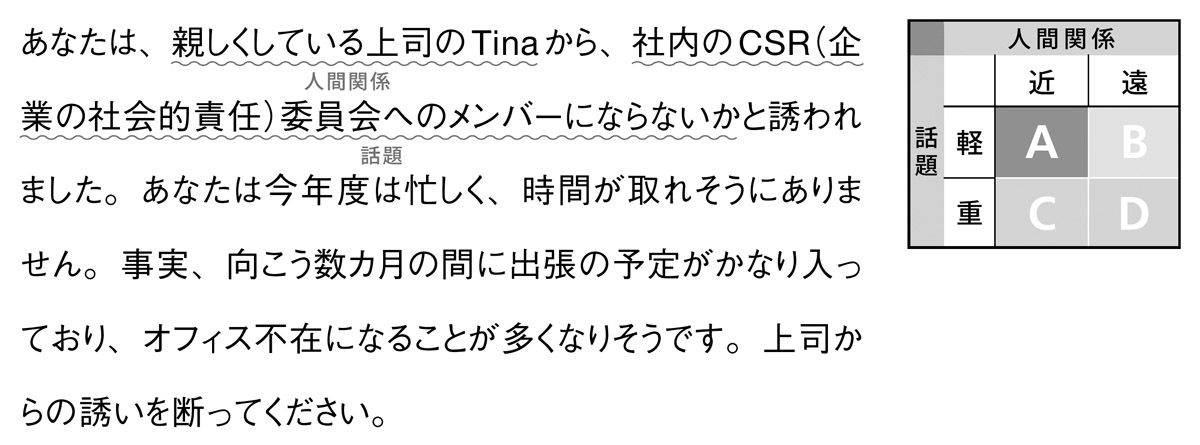 あなたは、親しくしている上司のTinaから、社内のCSR(企
人間関係
業の社会的責任)委員会へのメンバーにならないかと誘われ
話題
ました。あなたは今年度は忙しく、時間が取れそうにありま
せん。事実、向こう数カ月の間に出張の予定がかなり入っ
ており、オフィス不在になることが多くなりそうです。上司か
らの誘いを断ってください。
人間関係
近 遠
話題
軽 A B
重 C D